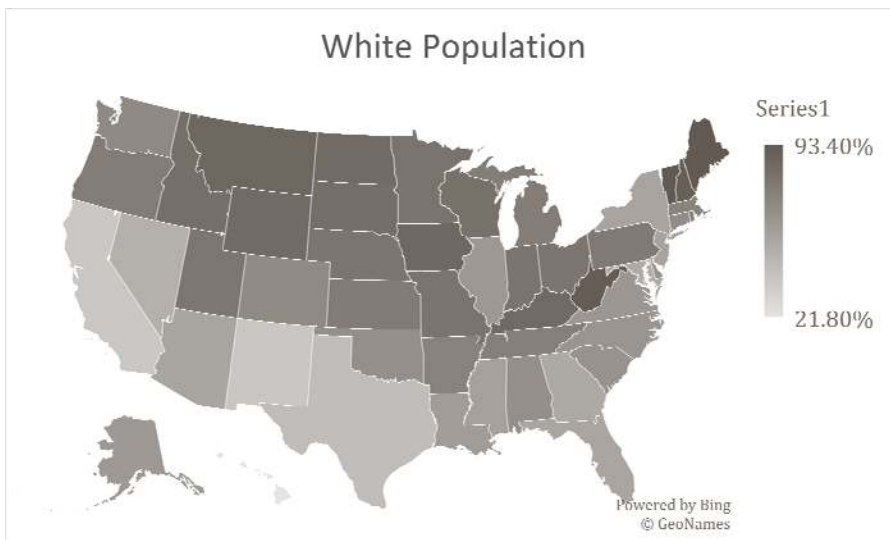 White Population
Series1
93.40%
21.80%
Powered by Bing
© GeoNames